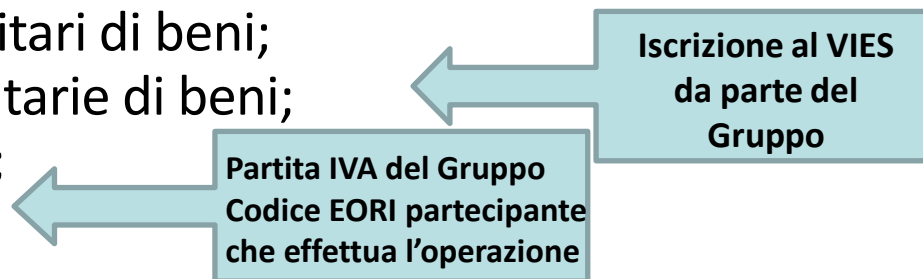 itari di beni;
tarie di beni;
;
Iscrizione al VIES
da parte del
Gruppo
Partita IVA del Gruppo
Codice EORI partecipante
che effettua l'operazione